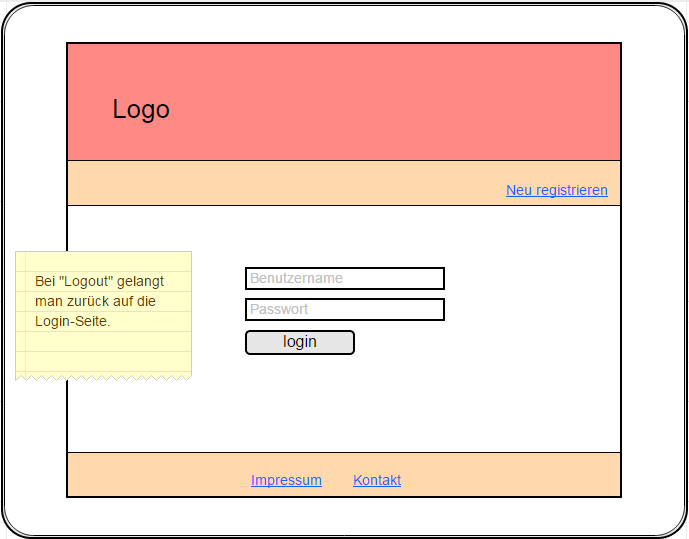 Logo
Neu registrieren
Bei "Logout" gelangt
man zurück auf die
Login-Seite.
Benutzername
Passwort
login
Impressum Kontakt